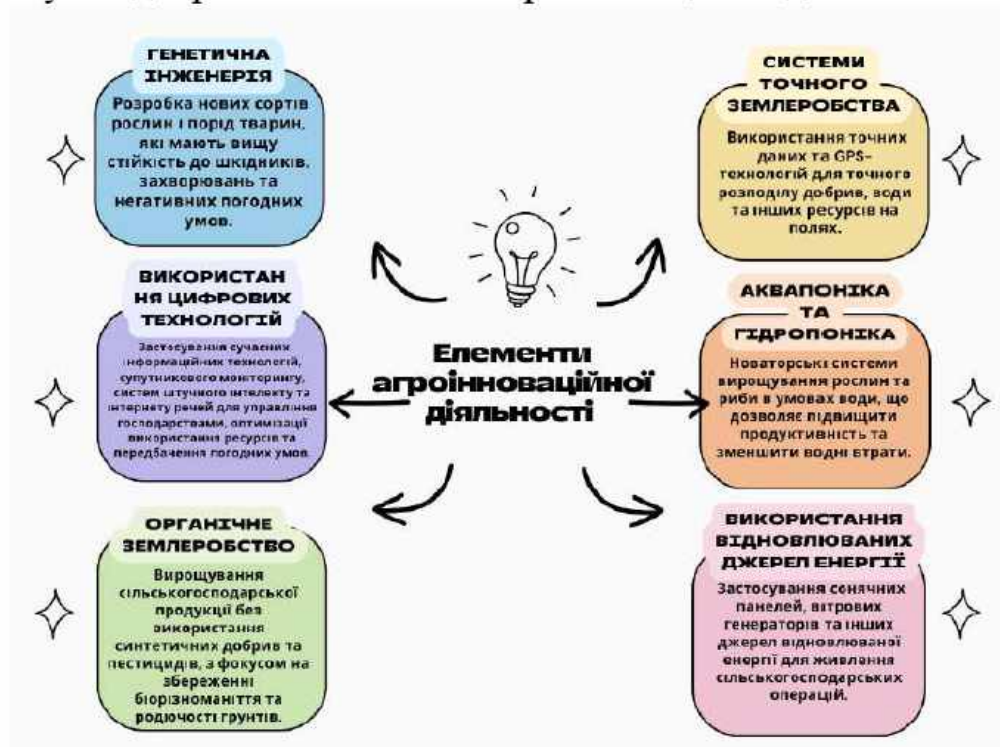 ГЕНЕТИЧНА
ІНЖЕНЕРІЯ
Розробка нових сортів
рослин і порід тварин,
які мають вищу
стійкість до шкідників,
захворювань та
негативних погодних
умов.
ВИКОРИСТАН
НЯ ЦИФРОВИХ
ТЕХНОЛОГІЙ
Застосування сучасних
інформаційних технологій,
супутникового моніторингу,
систем штучного інтелекту та
інтернету речей для управління
господарствами, оптимізації
використання ресурсів та
передбачення погодних умов.
ОРГАНІЧНЕ
ЗЕМЛЕРОБСТВО
Вирощування
сільськогосподарської
продукції без
використання
синтетичних добрив та
пестицидів, з фокусом на
збереженні
біорізноманіття та
родючості ґрунтів.
Елементи
агроінноваційної
діяльності
СИСТЕМИ
ТОЧНОГО
ЗЕМЛЕРОБСТВА
Використання точних
даних та GPS-
технологій для точного
розподілу добрив, води
та інших ресурсів на
полях.
АКВАПОНІКА
ТА
ГІДРОПОНІКА
Новаторські системи
вирощування рослин та
риби в умовах води, що
дозволяє підвищити
продуктивність та
зменшити водні втрати.
ВИКОРИСТАННЯ
ВІДНОВЛЮВАНИХ
ДЖЕРЕЛ ЕНЕРГІЇ
Застосування сонячних
панелей, вітрових
генераторів та інших
джерел відновлюваної
енергії для живлення
сільськогосподарських
операцій.